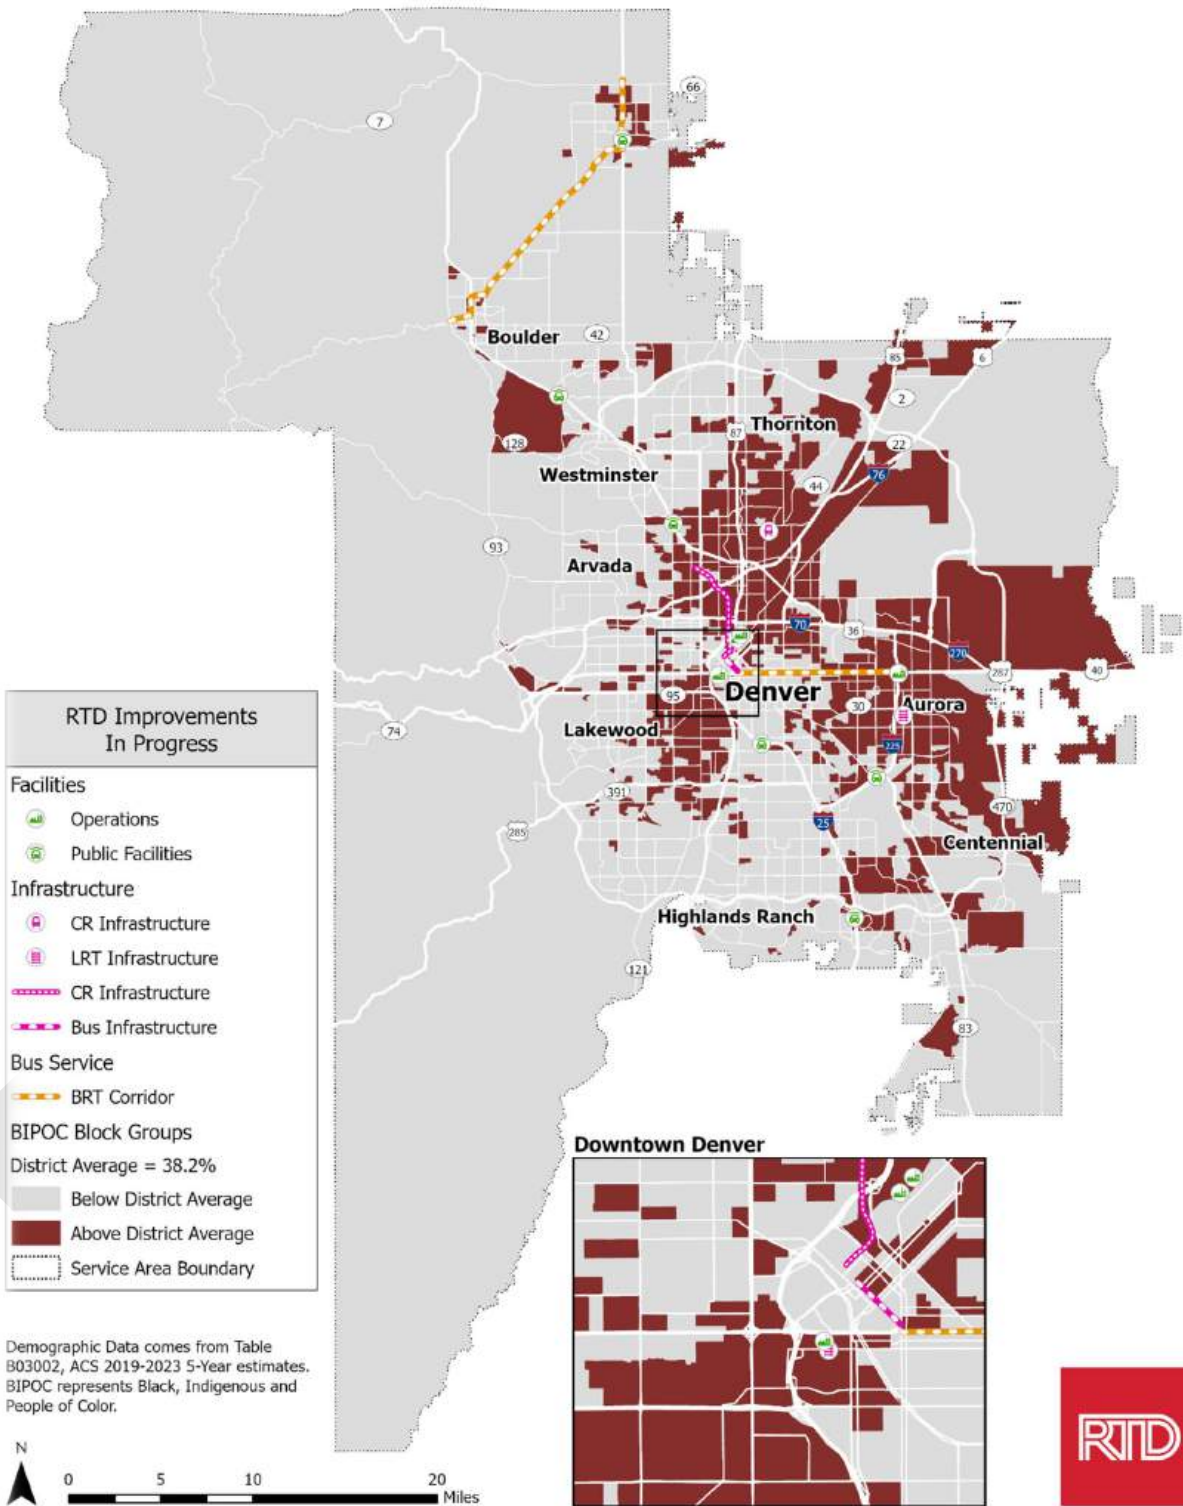 66
7
Boulder
42
85
6
2
87
Thornton
22
128
Westminster
76
44
93
Arvada
70
36
270
287
40
95
Denver
30
Aurora
74
Lakewood
225
391
470
285
25
Centennial
Highlands Ranch
121
83
RTD Improvements
In Progress
Facilities
Operations
Public Facilities
Infrastructure
CR Infrastructure
LRT Infrastructure
CR Infrastructure
Bus Infrastructure
Bus Service
BRT Corridor
BIPOC Block Groups
District Average = 38.2%
Below District Average
Above District Average
Service Area Boundary
Downtown Denver
Demographic Data comes from Table
B03002, ACS 2019-2023 5-Year estimates.
BIPOC represents Black, Indigenous and
People of Color.
N
0 5 10 20
Miles
RTD